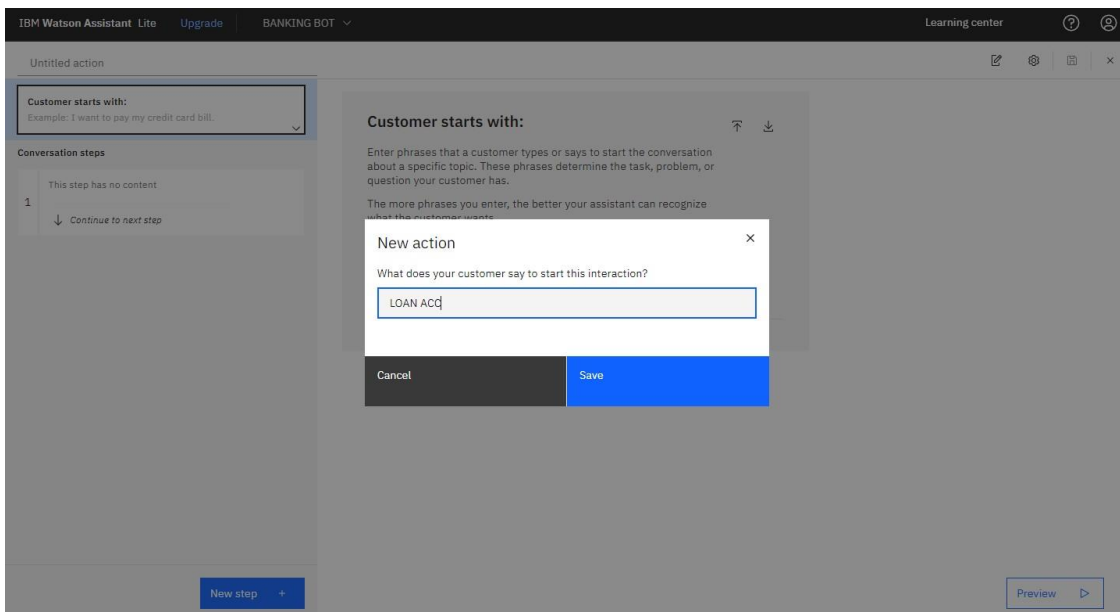 IBM Watson Assistant Lite Upgrade BANKING BOT Learning center
Untitled action
Customer starts with:
Example: I want to pay my credit card bill.
Conversation steps
This step has no content
1
Continue to next step
New step +
Customer starts with:
Enter phrases that a customer types or says to start the conversation
about a specific topic. These phrases determine the task, problem, or
question your customer has.
The more phrases you enter, the better your assistant can recognize
what the customer wants.
New action
What does your customer say to start this interaction?
LOAN ACC
Cancel Save
Preview